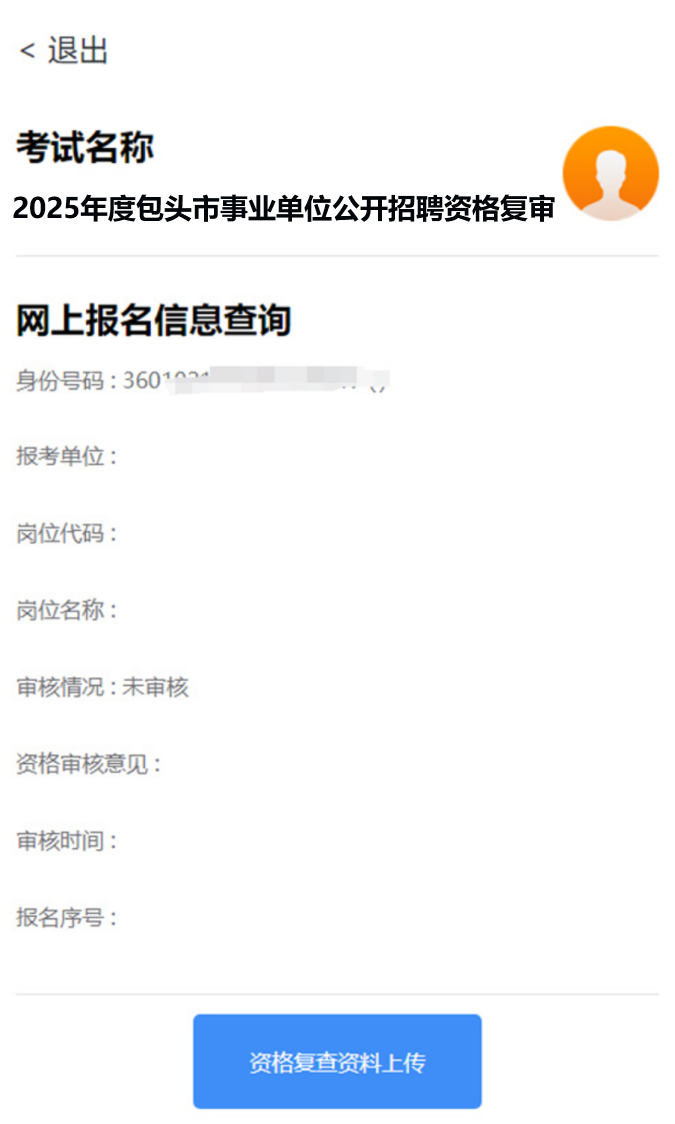 < 退出
考试名称
2025年度包头市事业单位公开招聘资格复审
网上报名信息查询
身份号码 : 3601
报考单位 :
岗位代码 :
岗位名称 :
审核情况 : 未审核
资格审核意见 :
审核时间 :
报名序号 :
资格复查资料上传